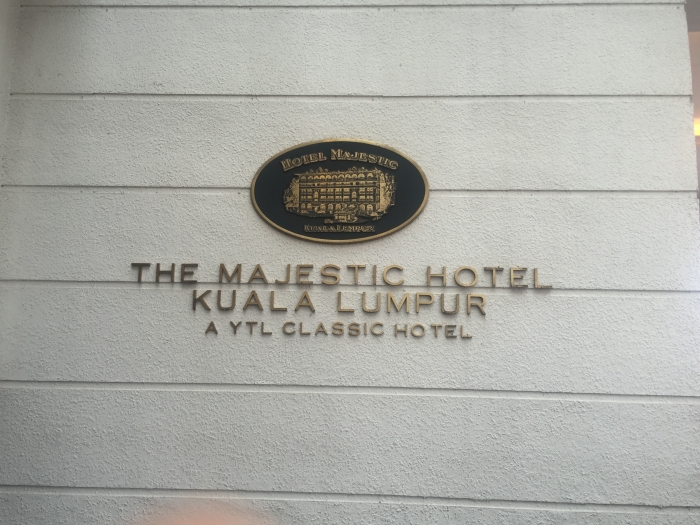 HOTEL MAJESTIC
KUALA LUMPUR
THE MAJESTIC HOTEL
KUALA LUMPUR
A YTL CLASSIC HOTEL